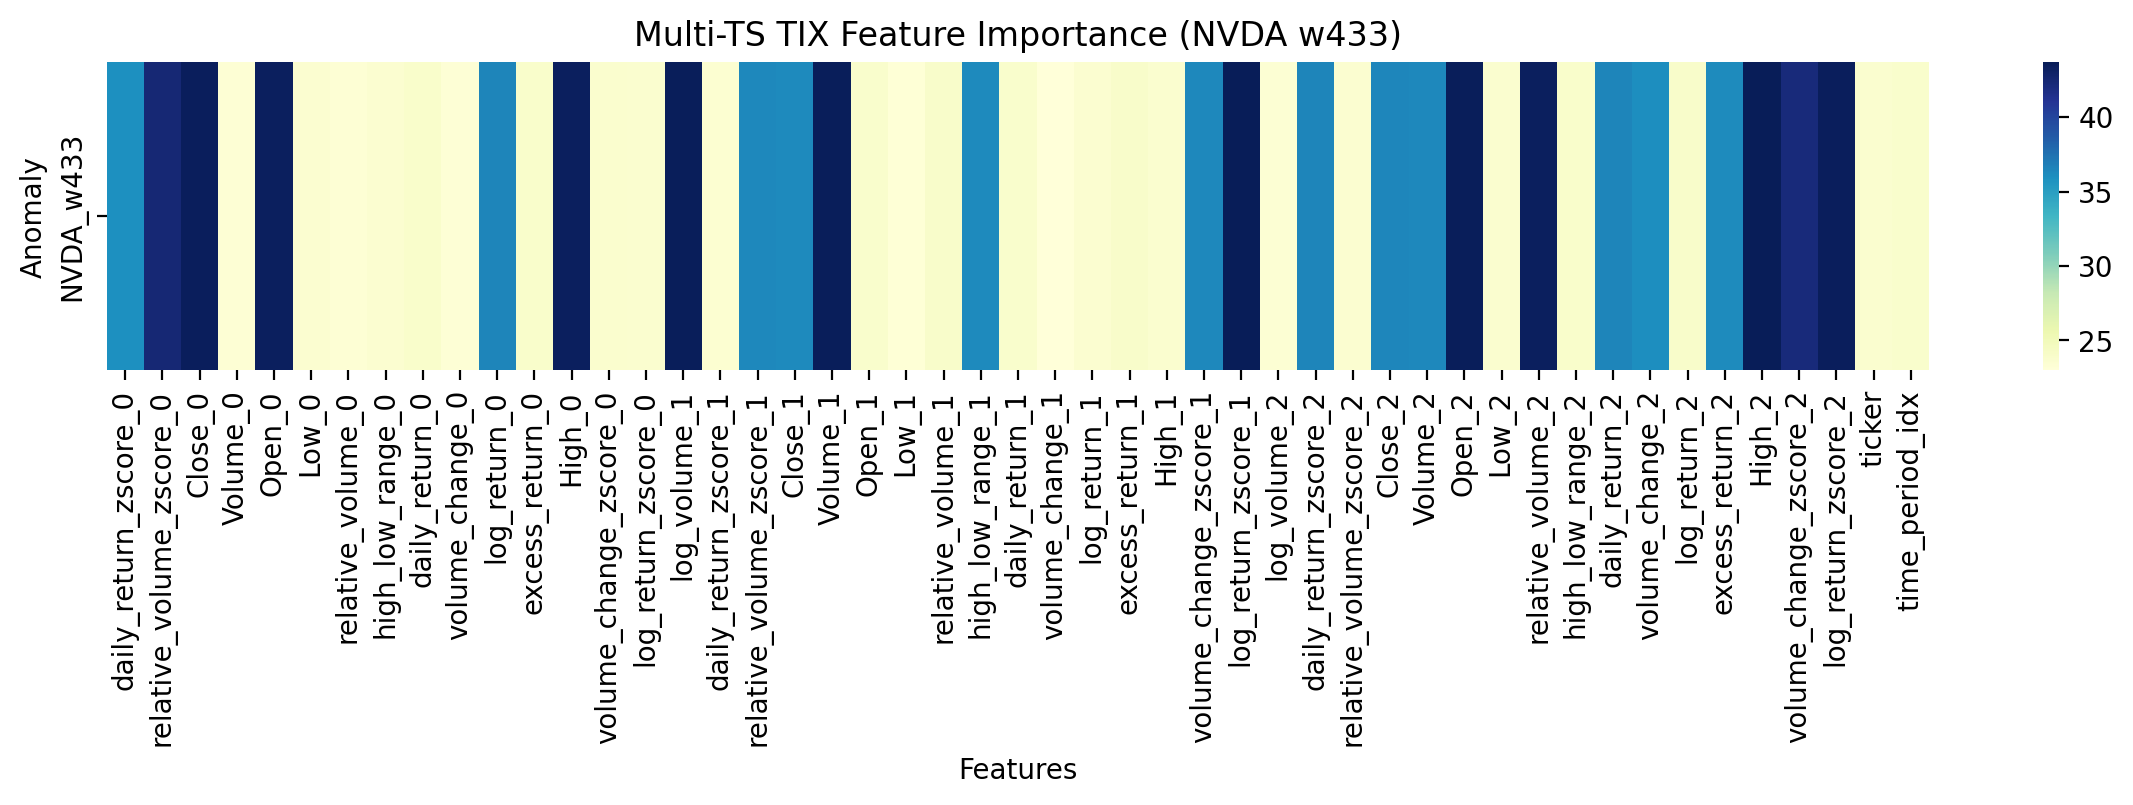 Multi-TS TIX Feature Importance (NVDA w433)
Anomaly
NVDA_w433
40
35
30
25
daily_return_zscore_0
relative_volume_zscore_0
Close_0
Volume_0
Open_0
Low_0
relative_volume_0
high_low_range_0
daily_return_0
volume_change_0
log_return_0
excess_return_0
High_0
volume_change_zscore_0
log_return_zscore_0
log_volume_1
daily_return_zscore_1
relative_volume_zscore_1
Close_1
Volume_1
Open_1
Low_1
relative_volume_1
high_low_range_1
daily_return_1
volume_change_1
log_return_1
excess_return_1
High_1
volume_change_zscore_1
log_return_zscore_1
log_volume_2
daily_return_zscore_2
relative_volume_zscore_2
Close_2
Volume_2
Open_2
Low_2
relative_volume_2
high_low_range_2
daily_return_2
volume_change_2
log_return_2
excess_return_2
High_2
volume_change_zscore_2
log_return_zscore_2
ticker
time_period_idx
Features